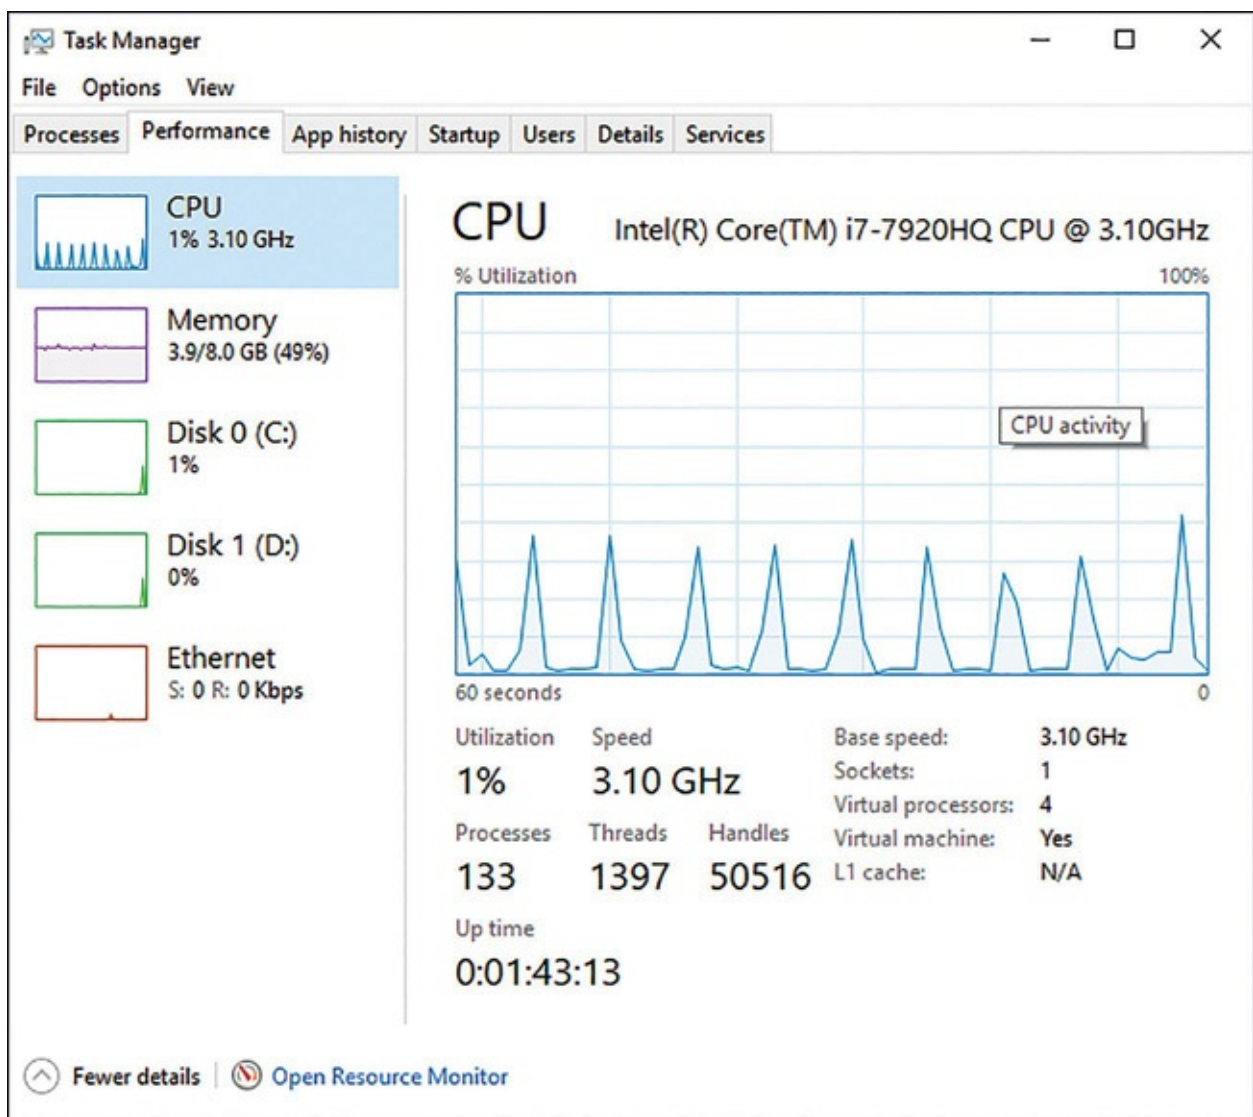 Task Manager
File Options View
Processes Performance App history Startup Users Details Services
CPU
1% 3.10 GHz
Memory
3.9/8.0 GB (49%)
Disk 0 (C:)
1%
Disk 1 (D:)
0%
Ethernet
S: 0 R: 0 Kbps
CPU Intel(R) Core(TM) i7-7920HQ CPU @ 3.10GHz
% Utilization 100%
CPU activity
60 seconds 0
Utilization Speed Base speed: 3.10 GHz
1% 3.10 GHz Sockets: 1
Virtual processors: 4
Processes Threads Handles Virtual machine: Yes
133 1397 50516 L1 cache: N/A
Up time
0:01:43:13
Fewer details Open Resource Monitor